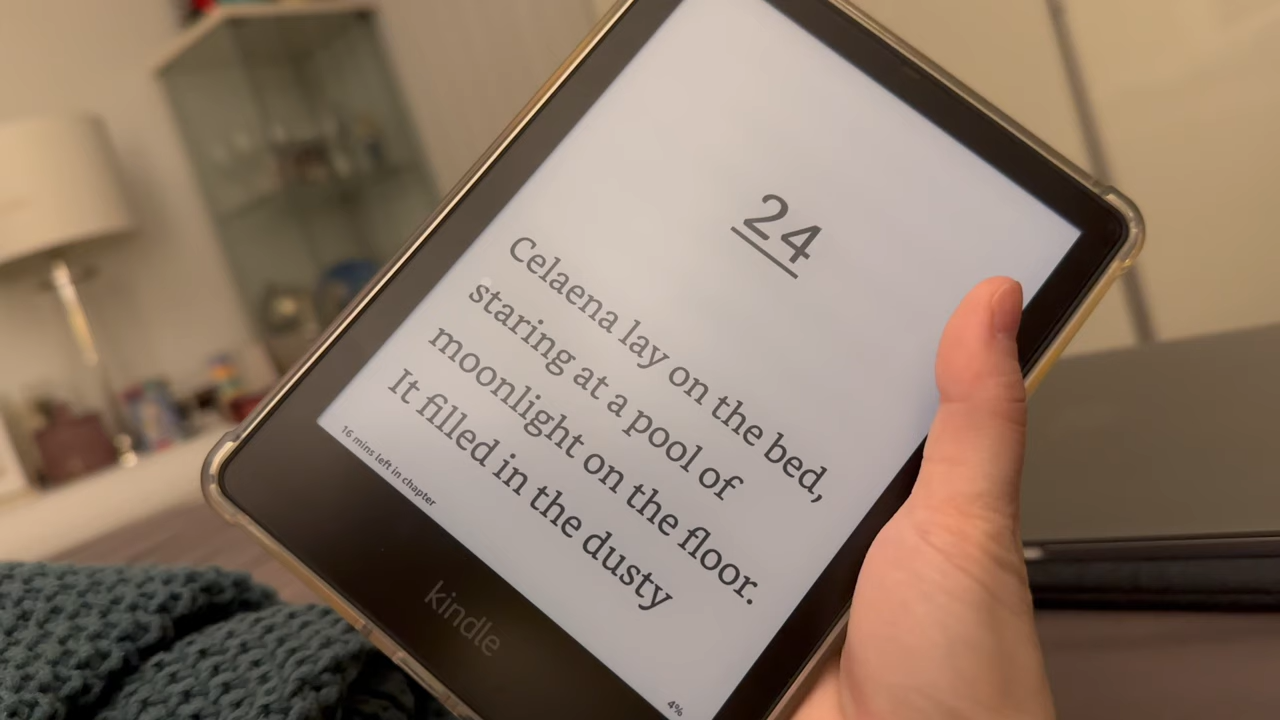 24
Celaena lay on the bed,
staring at a pool of
moonlight on the floor.
It filled in the dusty
16 mins left in chapter
4%
kindle